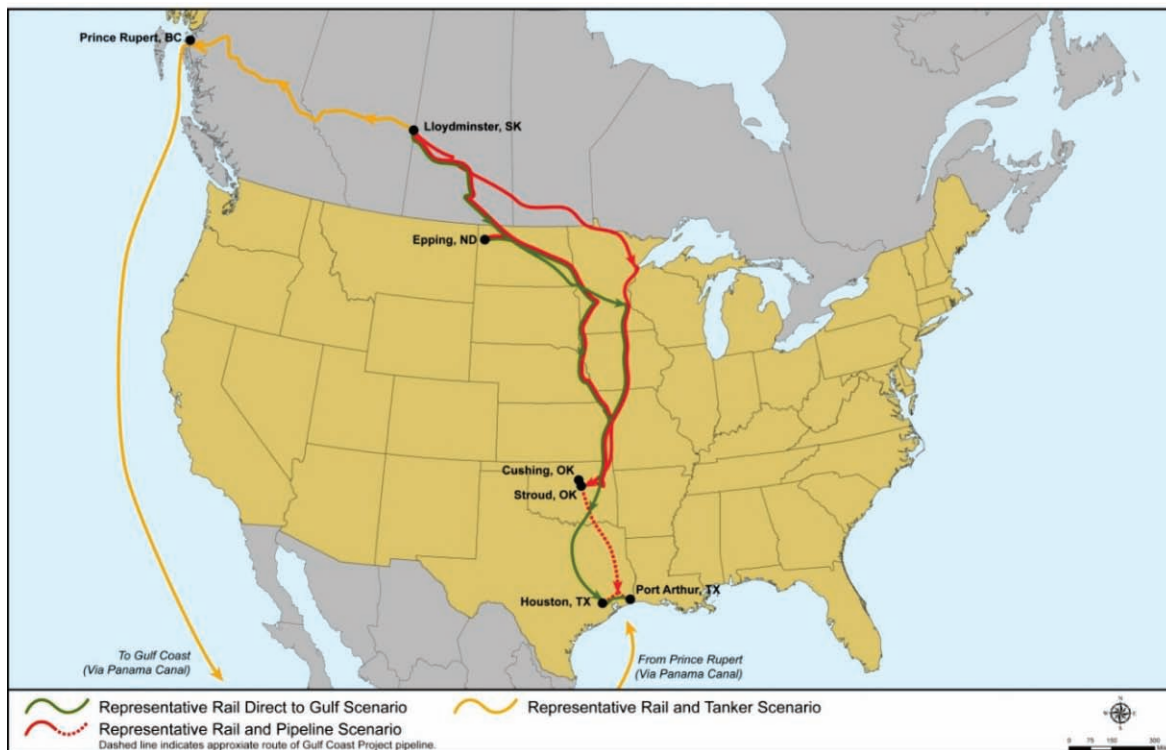 Prince Rupert, BC
Lloydminster, SK
Epping, ND
Cushing, OK
Stroud, OK
Houston, TX
Port Arthur, TX
To Gulf Coast
(Via Panama Canal)
From Prince Rupert
(Via Panama Canal)
Representative Rail Direct to Gulf Scenario
Representative Rail and Tanker Scenario
Representative Rail and Pipeline Scenario
Dashed line indicates approxiate route of Gulf Coast Project pipeline.
N
0 75 150 300